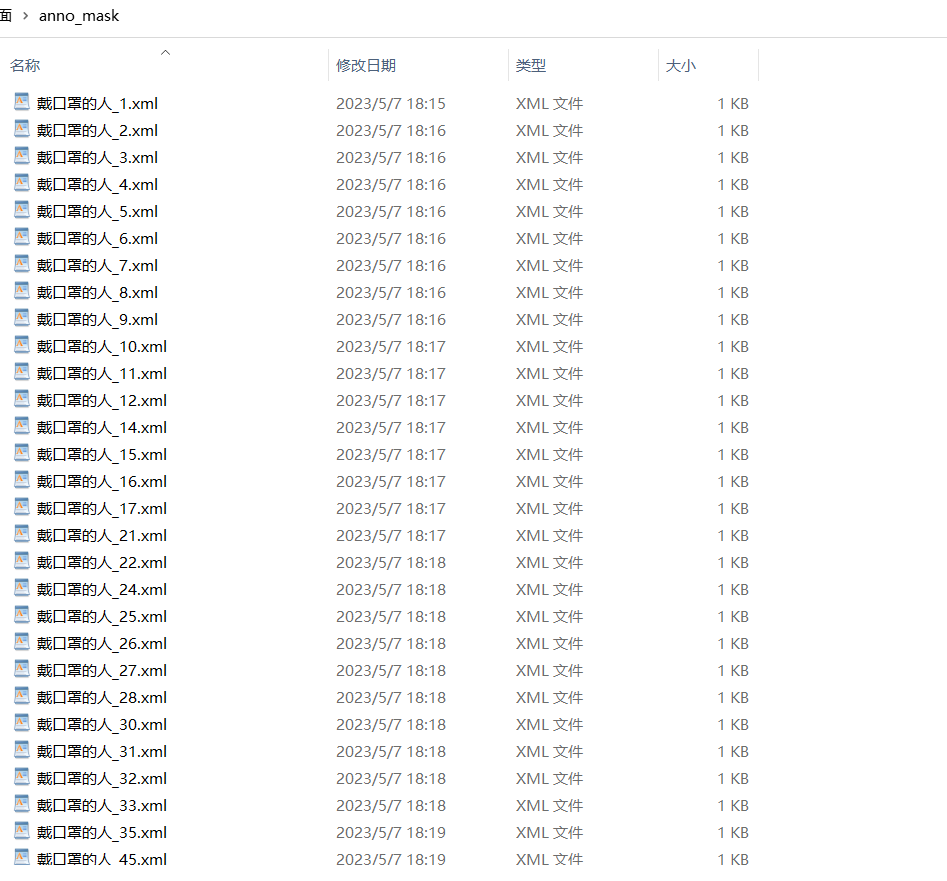 面 › anno_mask
名称 修改日期 类型 大小
戴口罩的人_1.xml 2023/5/7 18:15 XML 文件 1 KB
戴口罩的人_2.xml 2023/5/7 18:16 XML 文件 1 KB
戴口罩的人_3.xml 2023/5/7 18:16 XML 文件 1 KB
戴口罩的人_4.xml 2023/5/7 18:16 XML 文件 1 KB
戴口罩的人_5.xml 2023/5/7 18:16 XML 文件 1 KB
戴口罩的人_6.xml 2023/5/7 18:16 XML 文件 1 KB
戴口罩的人_7.xml 2023/5/7 18:16 XML 文件 1 KB
戴口罩的人_8.xml 2023/5/7 18:16 XML 文件 1 KB
戴口罩的人_9.xml 2023/5/7 18:16 XML 文件 1 KB
戴口罩的人_10.xml 2023/5/7 18:17 XML 文件 1 KB
戴口罩的人_11.xml 2023/5/7 18:17 XML 文件 1 KB
戴口罩的人_12.xml 2023/5/7 18:17 XML 文件 1 KB
戴口罩的人_14.xml 2023/5/7 18:17 XML 文件 1 KB
戴口罩的人_15.xml 2023/5/7 18:17 XML 文件 1 KB
戴口罩的人_16.xml 2023/5/7 18:17 XML 文件 1 KB
戴口罩的人_17.xml 2023/5/7 18:17 XML 文件 1 KB
戴口罩的人_21.xml 2023/5/7 18:17 XML 文件 1 KB
戴口罩的人_22.xml 2023/5/7 18:18 XML 文件 1 KB
戴口罩的人_24.xml 2023/5/7 18:18 XML 文件 1 KB
戴口罩的人_25.xml 2023/5/7 18:18 XML 文件 1 KB
戴口罩的人_26.xml 2023/5/7 18:18 XML 文件 1 KB
戴口罩的人_27.xml 2023/5/7 18:18 XML 文件 1 KB
戴口罩的人_28.xml 2023/5/7 18:18 XML 文件 1 KB
戴口罩的人_30.xml 2023/5/7 18:18 XML 文件 1 KB
戴口罩的人_31.xml 2023/5/7 18:18 XML 文件 1 KB
戴口罩的人_32.xml 2023/5/7 18:18 XML 文件 1 KB
戴口罩的人_33.xml 2023/5/7 18:18 XML 文件 1 KB
戴口罩的人_35.xml 2023/5/7 18:19 XML 文件 1 KB
戴口罩的人_45.xml 2023/5/7 18:19 XML 文件 1 KB